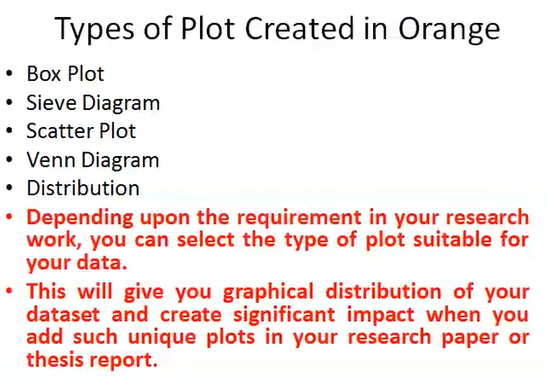 Types of Plot Created in Orange
• Box Plot
• Sieve Diagram
• Scatter Plot
• Venn Diagram
• Distribution
• Depending upon the requirement in your research
work, you can select the type of plot suitable for
your data.
• This will give you graphical distribution of your
dataset and create significant impact when you
add such unique plots in your research paper or
thesis report.